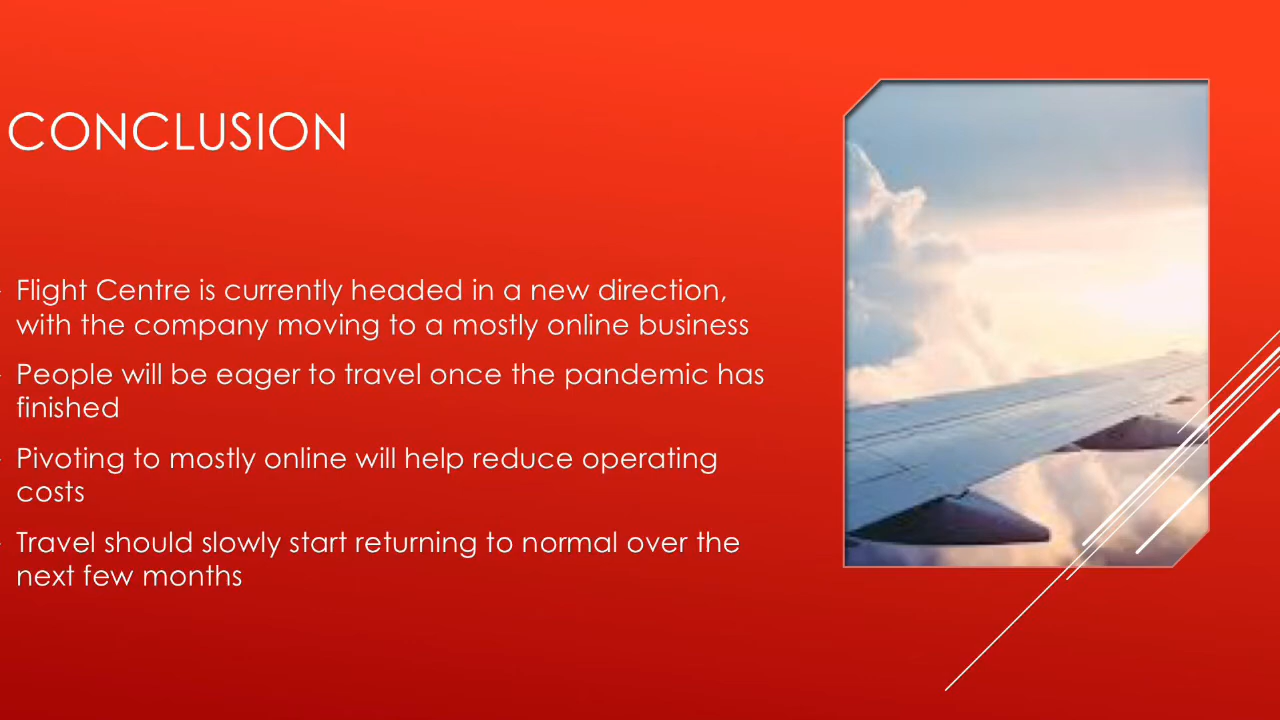 CONCLUSION
Flight Centre is currently headed in a new direction,
with the company moving to a mostly online business
People will be eager to travel once the pandemic has
finished
Pivoting to mostly online will help reduce operating
costs
Travel should slowly start returning to normal over the
next few months